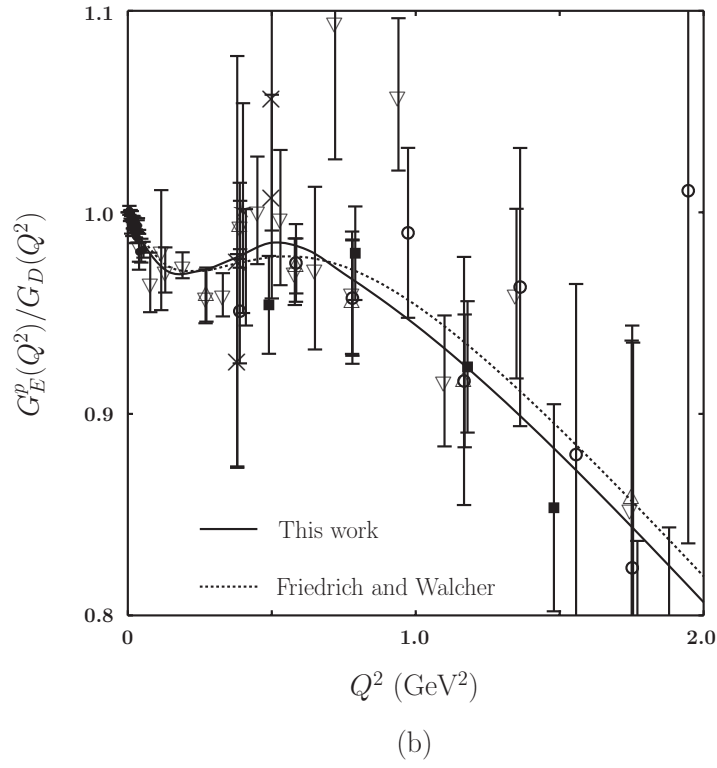 1.1
1.0
0.9
0.8
G_E^p(Q^2)/G_D(Q^2)
This work
Friedrich and Walcher
0 1.0 2.0
Q^2 (GeV^2)
(b)